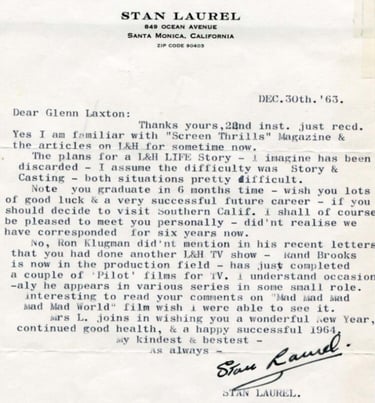 STAN LAUREL
849 OCEAN AVENUE
SANTA MONICA, CALIFORNIA
ZIP CODE 90403
DEC.30th.'63.
Dear Glenn Laxton:
Thanks yours,22nd inst. just recd.
Yes I am familiar with "Screen Thrills" Magazine &
the articles on L&H for sometime now.
The plans for a L&H LIFE Story - I imagine has been
discarded - I assume the difficulty was Story &
Casting - both situations pretty difficult.
Note you graduate in 6 months time - wish you lots
of good luck & a very successful future career - if you
should decide to visit Southern Calif. I shall of course
be pleased to meet you personally - did'nt realise we
have corresponded for six years now.
No, Ron Klugman did'nt mention in his recent letters
that you had done another L&H TV show - Rand Brooks
is now in the production field - has just completed
a couple of 'Pilot' films for TV. I understand occasion
-aly he appears in various series in some small role.
Interesting to read your comments on "Mad Mad Mad
Mad Mad World" film wish I were able to see it.
Mrs L. joins in wishing you a wonderful New Year,
continued good health, & a happy successful 1964
My kindest & best -
as always -
Stan Laurel.
STAN LAUREL.